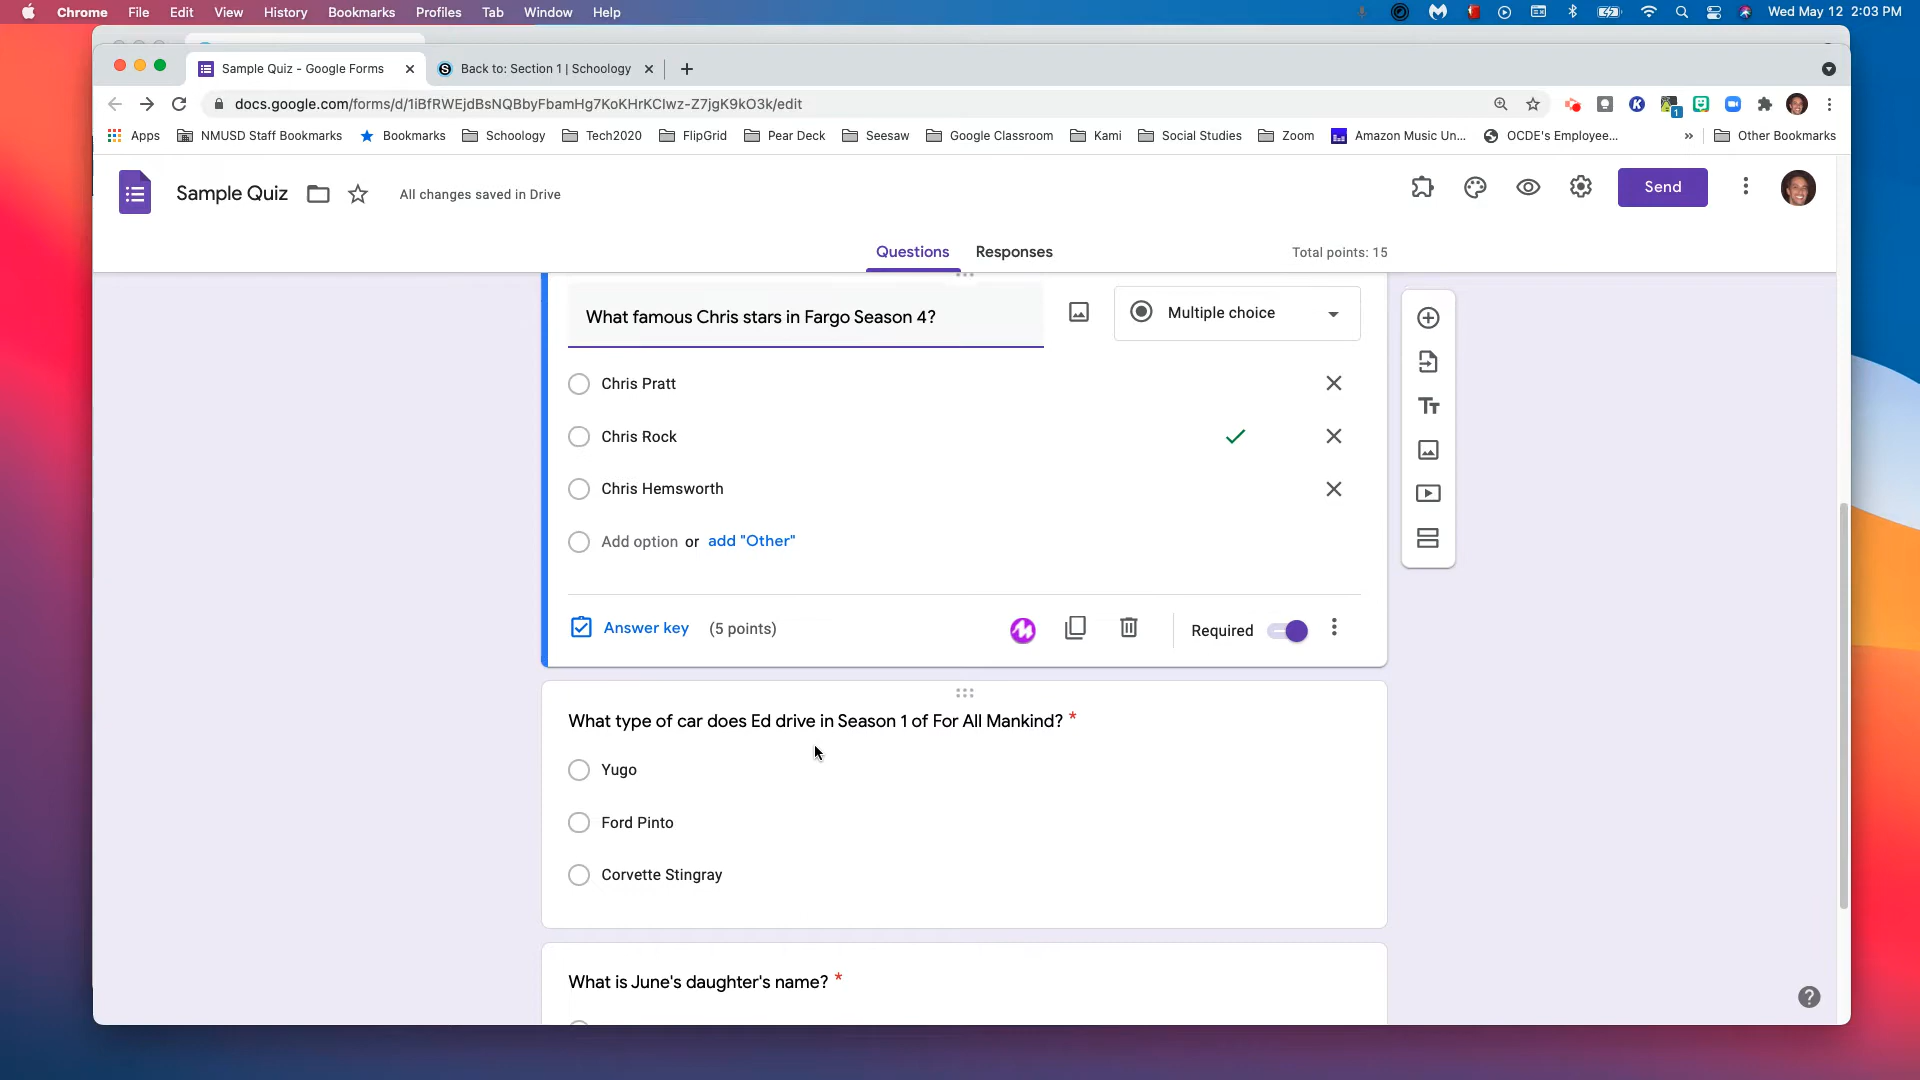 Chrome File Edit View History Bookmarks Profiles Tab Window Help Wed May 12 2:03 PM
Sample Quiz - Google Forms Back to: Section 1 | Schoology
docs.google.com/forms/d/1iBfRWEjdBsNQBbyFbamHg7KoKHrKCIwz-Z7jgK9kO3k/edit
Apps NMUSD Staff Bookmarks Bookmarks Schoology Tech2020 FlipGrid Pear Deck Seesaw Google Classroom Kami Social Studies Zoom Amazon Music Un... OCDE's Employee... » Other Bookmarks
Sample Quiz All changes saved in Drive Send
Questions Responses Total points: 15
What famous Chris stars in Fargo Season 4? Multiple choice
Chris Pratt
Chris Rock
Chris Hemsworth
Add option or add "Other"
Answer key (5 points) Required
What type of car does Ed drive in Season 1 of For All Mankind? *
Yugo
Ford Pinto
Corvette Stingray
What is June's daughter's name? *